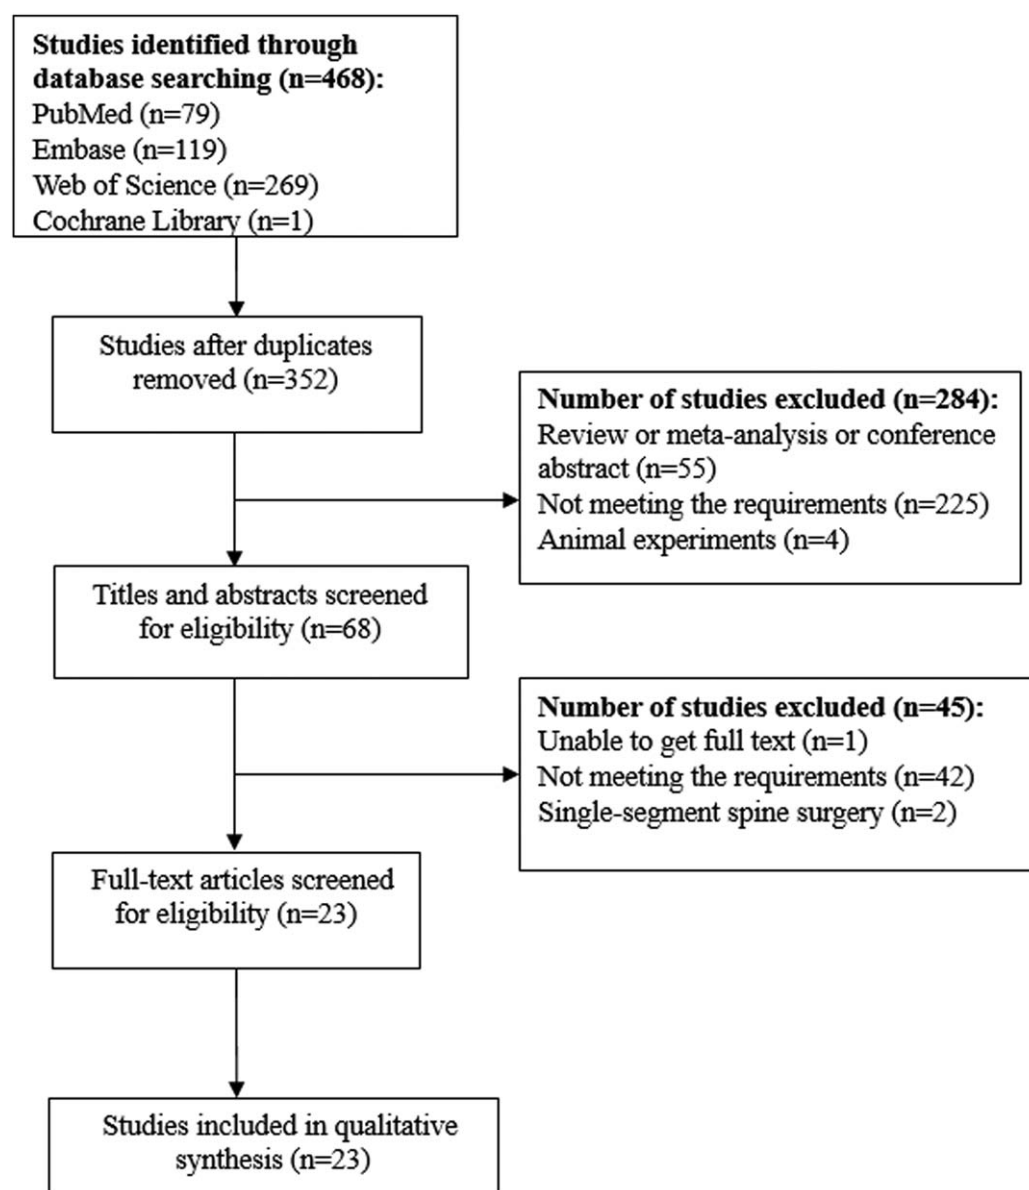 Studies identified through
database searching (n=468):
PubMed (n=79)
Embase (n=119)
Web of Science (n=269)
Cochrane Library (n=1)
Studies after duplicates
removed (n=352)
Number of studies excluded (n=284):
Review or meta-analysis or conference
abstract (n=55)
Not meeting the requirements (n=225)
Animal experiments (n=4)
Titles and abstracts screened
for eligibility (n=68)
Number of studies excluded (n=45):
Unable to get full text (n=1)
Not meeting the requirements (n=42)
Single-segment spine surgery (n=2)
Full-text articles screened
for eligibility (n=23)
Studies included in qualitative
synthesis (n=23)